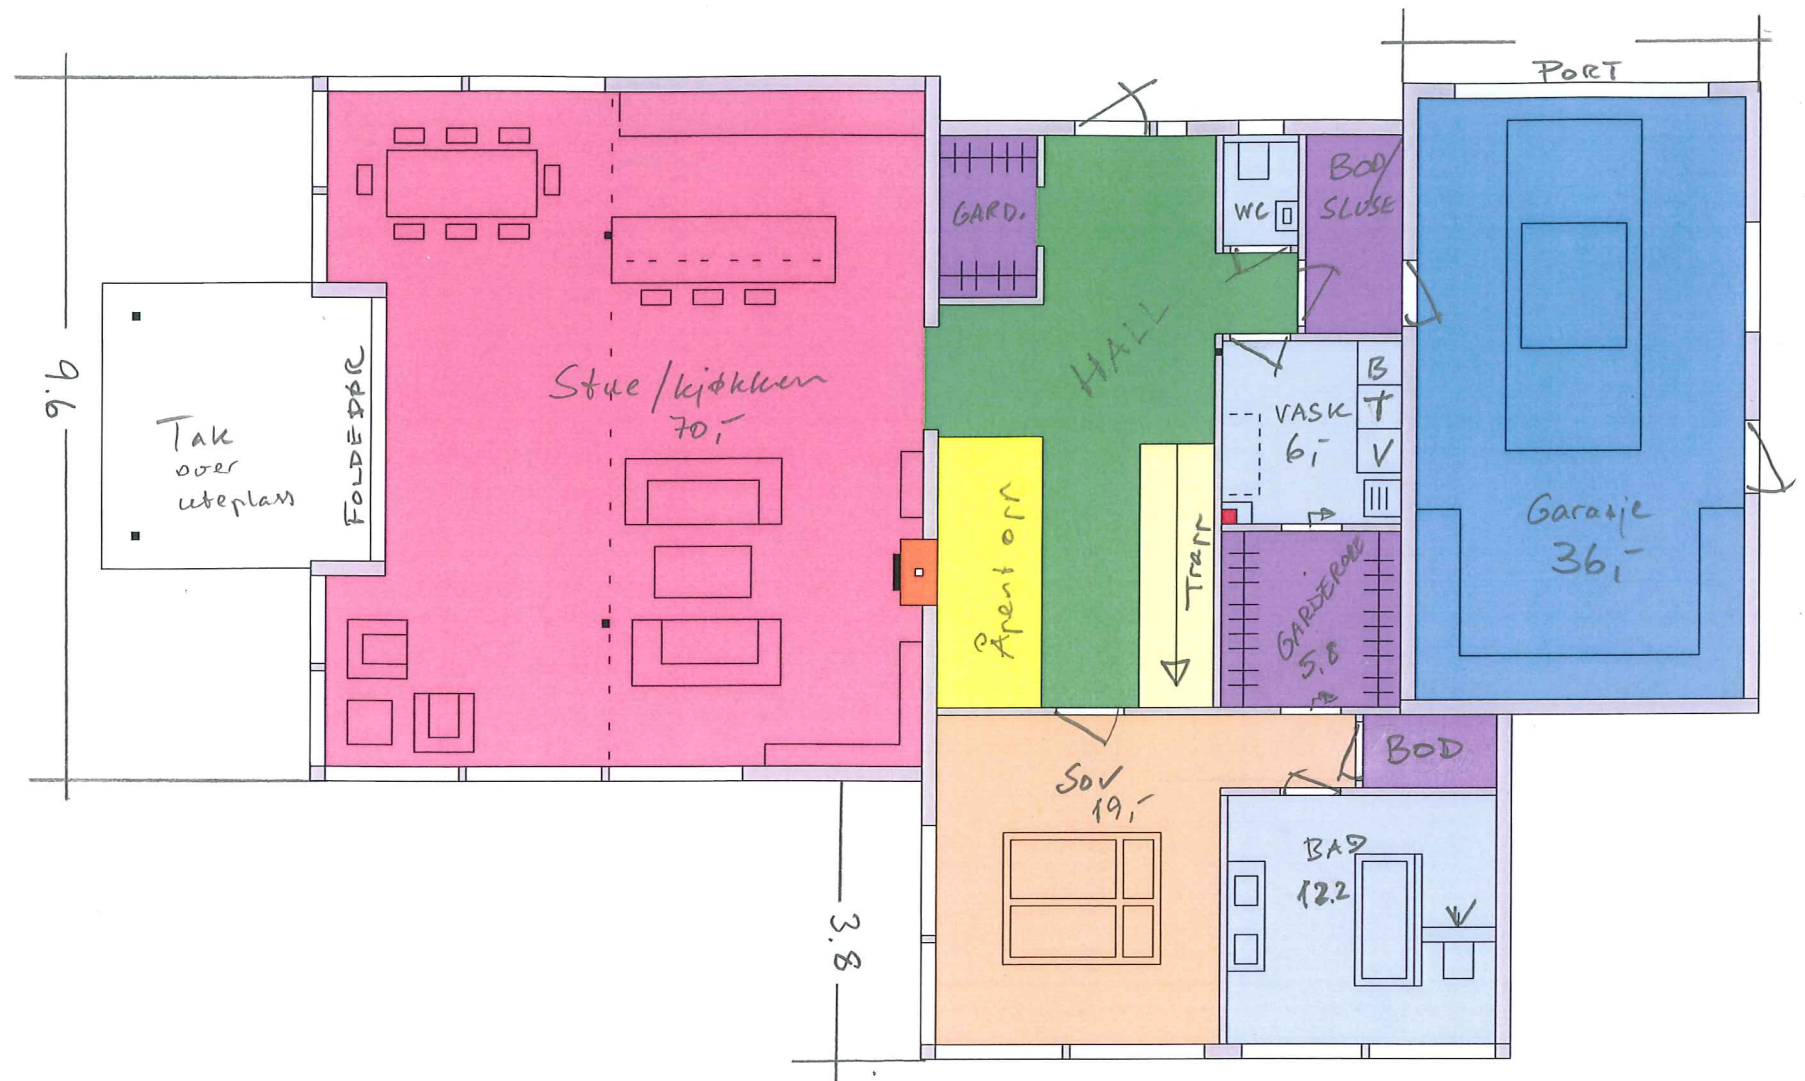 PORT
BOD/
SLUSE
GARD.
WC
HALL
9.6
Stue/kjøkken
70,-
FOLDEDØR
Tak
over
uteplass
B
T
V
VASK
6,-
Åpent opp
Trapp
Garasje
36,-
GARDEROBE
5,8
BOD
Sov
19,-
BAD
12.2
3.8